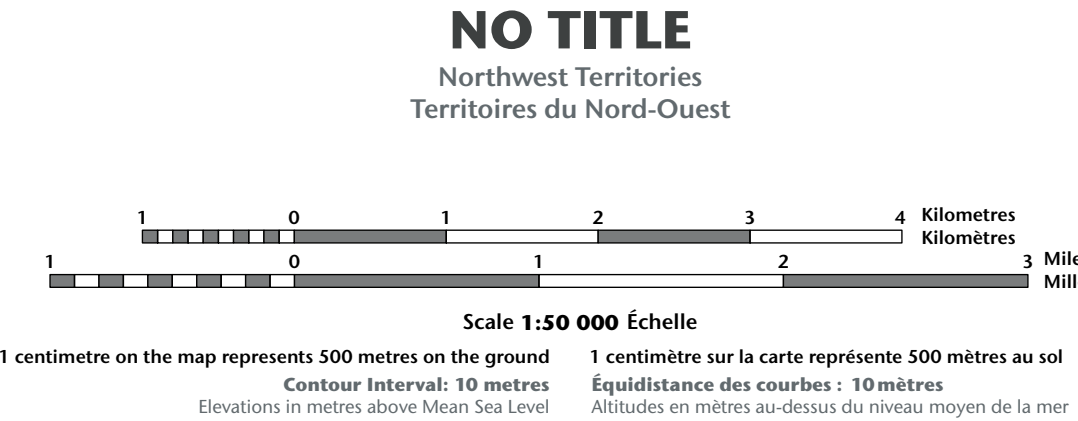 NO TITLE
Northwest Territories
Territoires du Nord-Ouest
1 0 1 2 3 4 Kilometres
Kilomètres
1 0 1 2 3 Mile
Mill
Scale 1:50 000 Échelle
1 centimetre on the map represents 500 metres on the ground
1 centimètre sur la carte représente 500 mètres au sol
Contour Interval: 10 metres
Équidistance des courbes : 10 mètres
Elevations in metres above Mean Sea Level
Altitudes en mètres au-dessus du niveau moyen de la mer